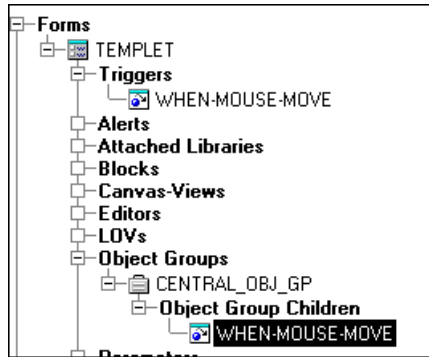 Forms
TEMPLET
Triggers
WHEN-MOUSE-MOVE
Alerts
Attached Libraries
Blocks
Canvas-Views
Editors
LOVs
Object Groups
CENTRAL_OBJ_GP
Object Group Children
WHEN-MOUSE-MOVE